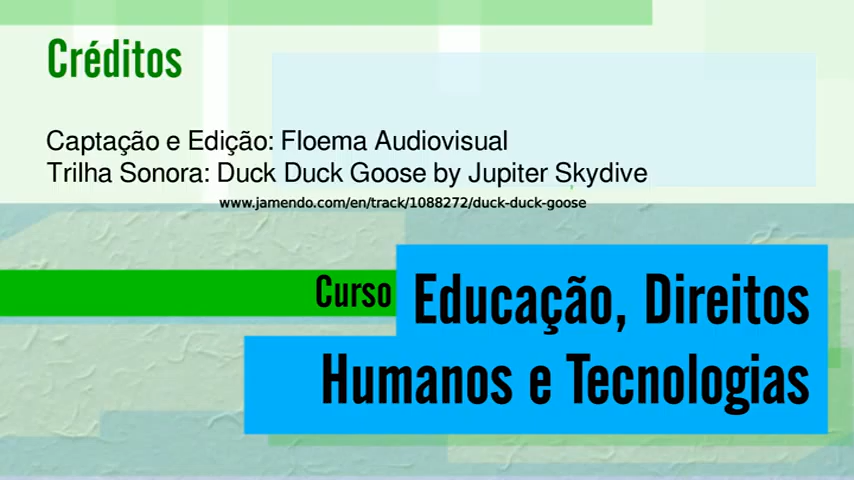 Créditos
Captação e Edição: Floema Audiovisual
Trilha Sonora: Duck Duck Goose by Jupiter Skydive
www.jamendo.com/en/track/1088272/duck-duck-goose
Curso Educação, Direitos
Humanos e Tecnologias